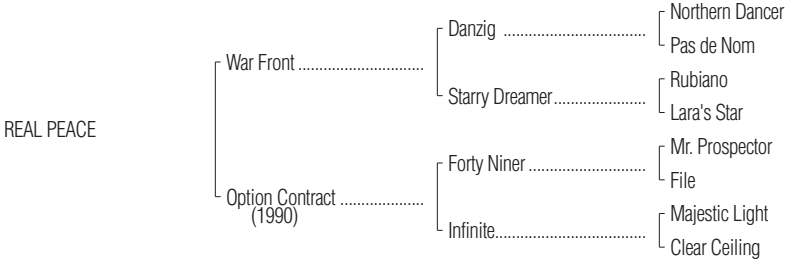 Northern Dancer
Danzig ..................................
Pas de Nom
War Front ..............................
Rubiano
Starry Dreamer......................
Lara's Star
REAL PEACE
Mr. Prospector
Forty Niner ............................
File
Option Contract ....................
(1990)
Majestic Light
Infinite....................................
Clear Ceiling